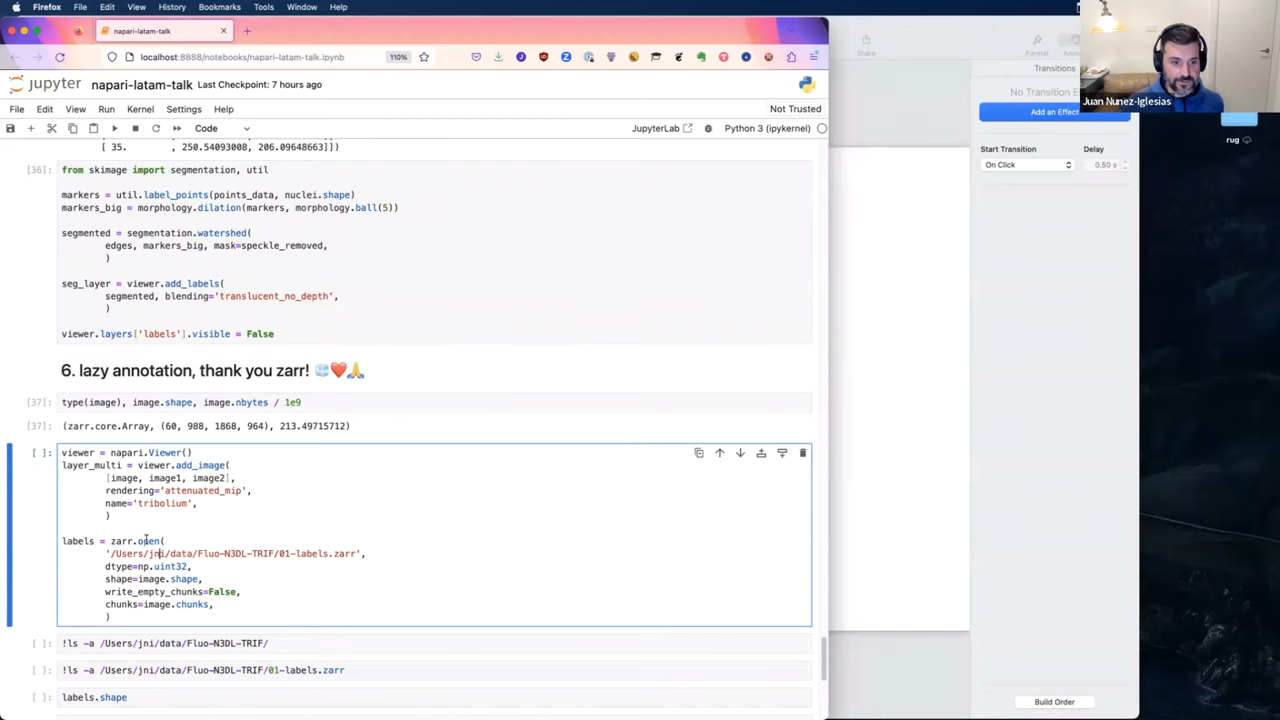 Firefox File Edit View History Bookmarks Tools Window Help
napari-latam-talk
localhost:8888/notebooks/napari-latam-talk.ipynb 110%
jupyter napari-latam-talk Last Checkpoint: 7 hours ago
File Edit View Run Kernel Settings Help Not Trusted
Code JupyterLab Python 3 (ipykernel)
[ 35. , 250.54093008, 206.09648663]])
[36]: from skimage import segmentation, util
markers = util.label_points(points_data, nuclei.shape)
markers_big = morphology.dilation(markers, morphology.ball(5))
segmented = segmentation.watershed(
edges, markers_big, mask=speckle_removed,
)
seg_layer = viewer.add_labels(
segmented, blending='translucent_no_depth',
)
viewer.layers['labels'].visible = False
6. lazy annotation, thank you zarr! 🧊❤️🙏
[37]: type(image), image.shape, image.nbytes / 1e9
[37]: (zarr.core.Array, (60, 988, 1868, 964), 213.49715712)
[ ]: viewer = napari.Viewer()
layer_multi = viewer.add_image(
[image, image1, image2],
rendering='attenuated_mip',
name='tribolium',
)
labels = zarr.open(
'/Users/jni/data/Fluo-N3DL-TRIF/01-labels.zarr',
dtype=np.uint32,
shape=image.shape,
write_empty_chunks=False,
chunks=image.chunks,
)
[ ]: !ls -a /Users/jni/data/Fluo-N3DL-TRIF/
[ ]: !ls -a /Users/jni/data/Fluo-N3DL-TRIF/01-labels.zarr
[ ]: labels.shape
Share
Format
Transitions
No Transition E
Add an Effect
Start Transition Delay
On Click 0.50 s
Build Order
Juan Nunez-Iglesias
rug